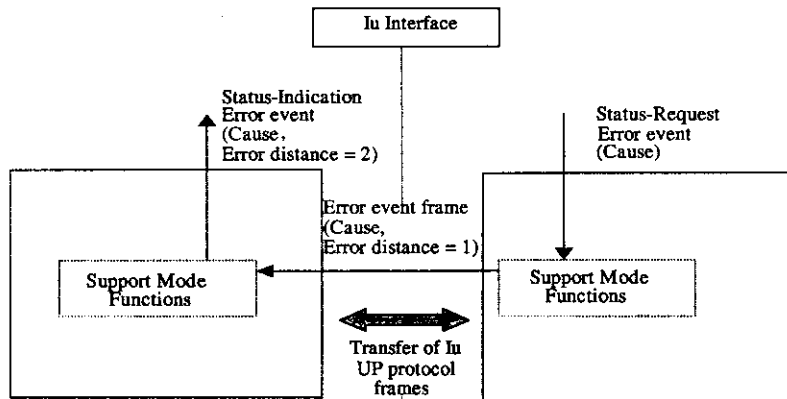 Iu Interface
Status-Indication
Error event
(Cause,
Error distance = 2)
Status-Request
Error event
(Cause)
Error event frame
(Cause,
Error distance = 1)
Support Mode
Functions
Support Mode
Functions
Transfer of Iu
UP protocol
frames